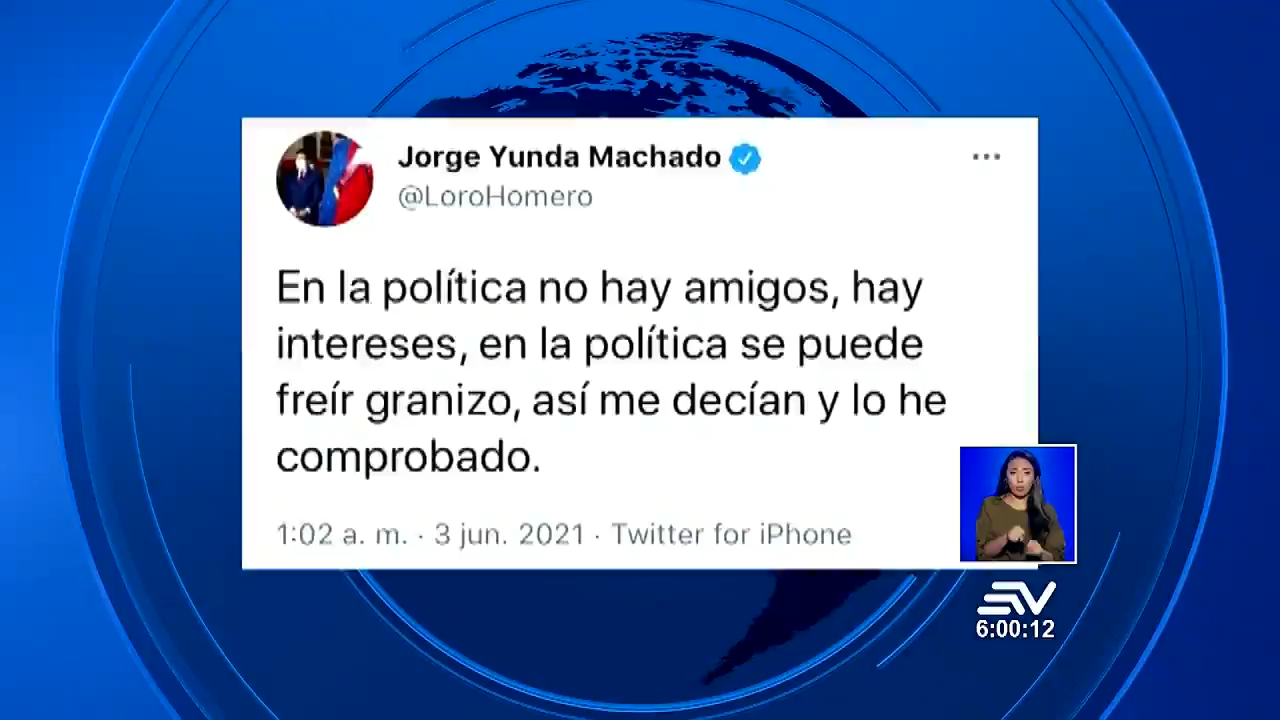 Jorge Yunda Machado
@LoroHomero
En la política no hay amigos, hay
intereses, en la política se puede
freír granizo, así me decían y lo he
comprobado.
1:02 a. m. · 3 jun. 2021 · Twitter for iPhone
6:00:12